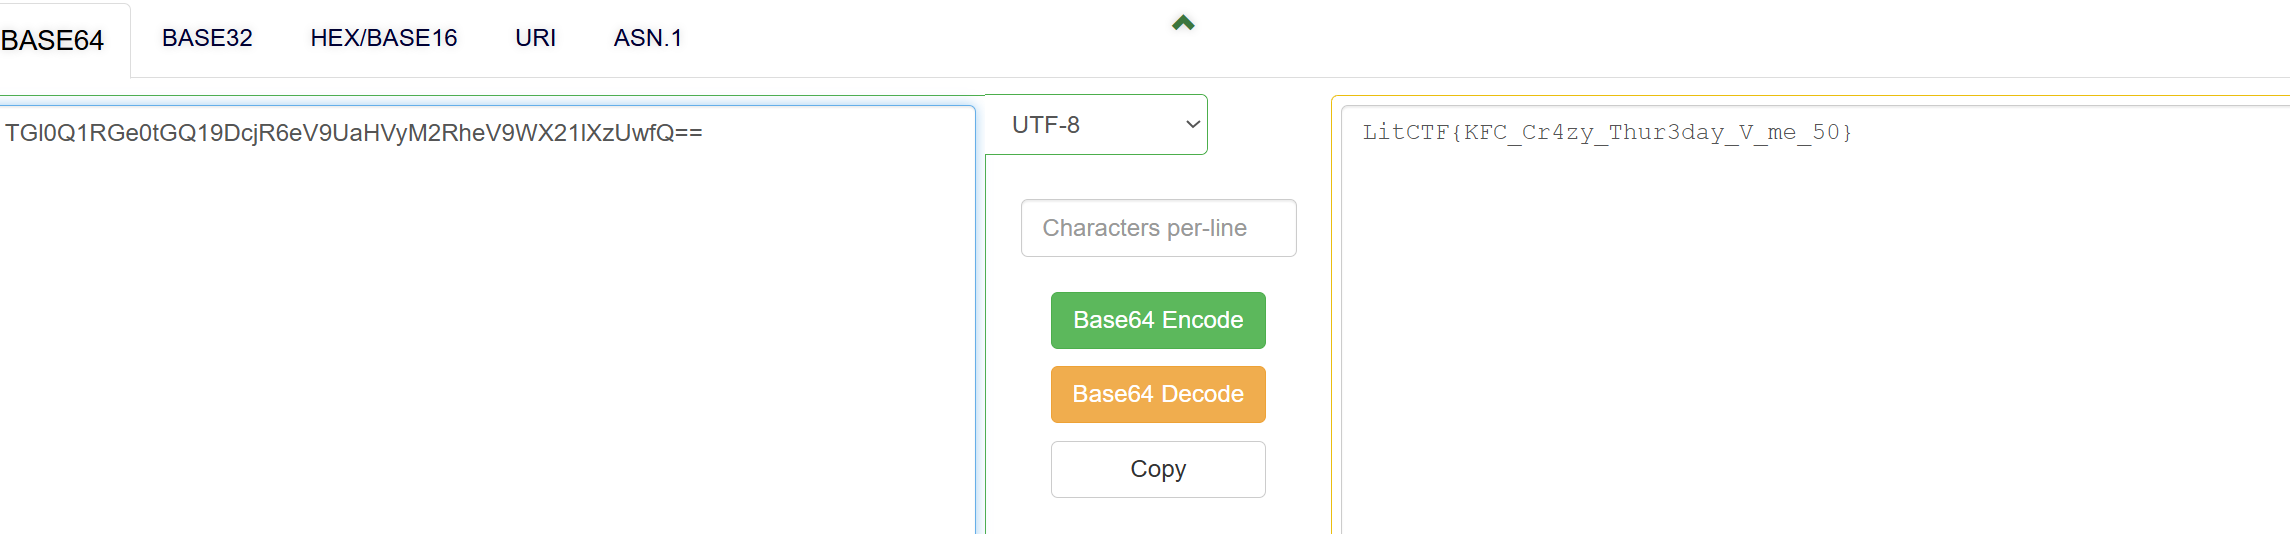 BASE64 BASE32 HEX/BASE16 URI ASN.1
TGl0Q1RGe0tGQ19DcjR6eV9UaHVyM2RheV9WX21lXzUwfQ==
UTF-8
Characters per-line
Base64 Encode
Base64 Decode
Copy
LitCTF{KFC_Cr4zy_Thur3day_V_me_50}